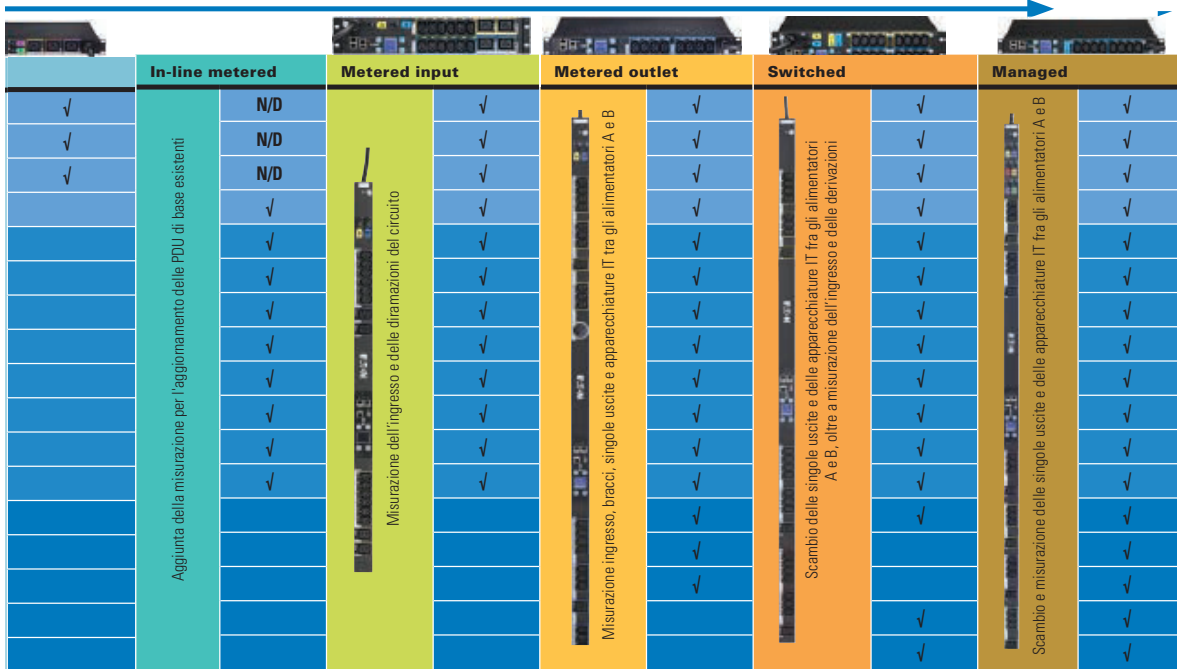 In-line metered Metered input Metered outlet Switched Managed
Aggiunta della misurazione per l'aggiornamento delle PDU di base esistenti
Misurazione dell'ingresso e delle diramazioni del circuito
Misurazione ingresso, bracci, singole uscite e apparecchiature IT tra gli alimentatori A e B
Scambio delle singole uscite e delle apparecchiature IT fra gli alimentatori
A e B, oltre a misurazione dell'ingresso e delle derivazioni
Scambio e misurazione delle singole uscite e delle apparecchiature IT fra gli alimentatori A e B
√ N/D √ √ √ √
√ N/D √ √ √ √
√ N/D √ √ √ √
√ √ √ √ √
√ √ √ √ √
√ √ √ √ √
√ √ √ √ √
√ √ √ √ √
√ √ √ √ √
√ √ √ √ √
√ √ √ √ √
√ √ √ √ √
√ √ √
√ √
√ √
√ √
√ √